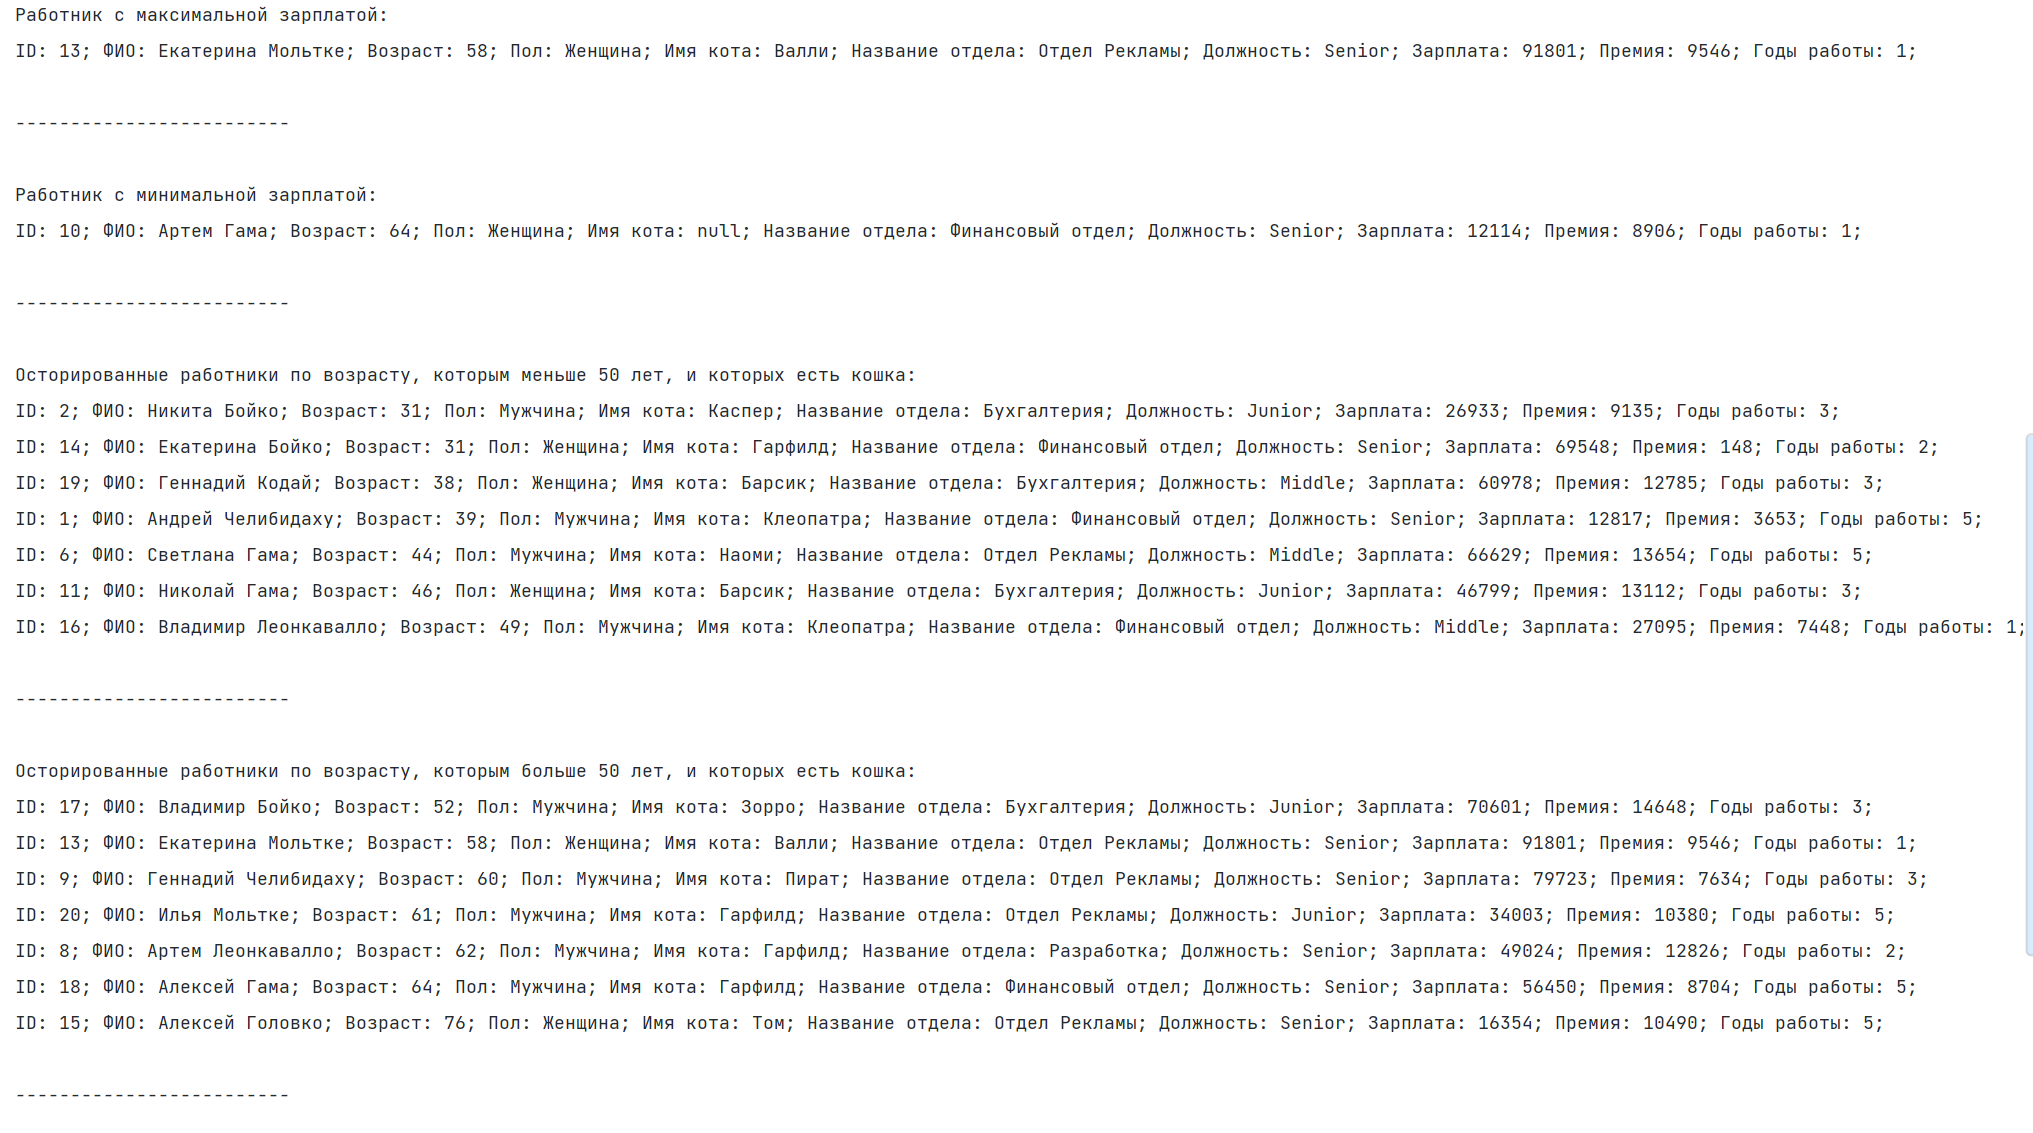 Работник с максимальной зарплатой:
ID: 13; ФИО: Екатерина Мольтке; Возраст: 58; Пол: Женщина; Имя кота: Валли; Название отдела: Отдел Рекламы; Должность: Senior; Зарплата: 91801; Премия: 9546; Годы работы: 1;
-------------------------
Работник с минимальной зарплатой:
ID: 10; ФИО: Артем Гама; Возраст: 64; Пол: Женщина; Имя кота: null; Название отдела: Финансовый отдел; Должность: Senior; Зарплата: 12114; Премия: 8906; Годы работы: 1;
-------------------------
Осторированные работники по возрасту, которым меньше 50 лет, и которых есть кошка:
ID: 2; ФИО: Никита Бойко; Возраст: 31; Пол: Мужчина; Имя кота: Каспер; Название отдела: Бухгалтерия; Должность: Junior; Зарплата: 26933; Премия: 9135; Годы работы: 3;
ID: 14; ФИО: Екатерина Бойко; Возраст: 31; Пол: Женщина; Имя кота: Гарфилд; Название отдела: Финансовый отдел; Должность: Senior; Зарплата: 69548; Премия: 148; Годы работы: 2;
ID: 19; ФИО: Геннадий Кодай; Возраст: 38; Пол: Женщина; Имя кота: Барсик; Название отдела: Бухгалтерия; Должность: Middle; Зарплата: 60978; Премия: 12785; Годы работы: 3;
ID: 1; ФИО: Андрей Челибидаху; Возраст: 39; Пол: Мужчина; Имя кота: Клеопатра; Название отдела: Финансовый отдел; Должность: Senior; Зарплата: 12817; Премия: 3653; Годы работы: 5;
ID: 6; ФИО: Светлана Гама; Возраст: 44; Пол: Мужчина; Имя кота: Наоми; Название отдела: Отдел Рекламы; Должность: Middle; Зарплата: 66629; Премия: 13654; Годы работы: 5;
ID: 11; ФИО: Николай Гама; Возраст: 46; Пол: Женщина; Имя кота: Барсик; Название отдела: Бухгалтерия; Должность: Junior; Зарплата: 46799; Премия: 13112; Годы работы: 3;
ID: 16; ФИО: Владимир Леонкавалло; Возраст: 49; Пол: Мужчина; Имя кота: Клеопатра; Название отдела: Финансовый отдел; Должность: Middle; Зарплата: 27095; Премия: 7448; Годы работы: 1;
-------------------------
Осторированные работники по возрасту, которым больше 50 лет, и которых есть кошка:
ID: 17; ФИО: Владимир Бойко; Возраст: 52; Пол: Мужчина; Имя кота: Зорро; Название отдела: Бухгалтерия; Должность: Junior; Зарплата: 70601; Премия: 14648; Годы работы: 3;
ID: 13; ФИО: Екатерина Мольтке; Возраст: 58; Пол: Женщина; Имя кота: Валли; Название отдела: Отдел Рекламы; Должность: Senior; Зарплата: 91801; Премия: 9546; Годы работы: 1;
ID: 9; ФИО: Геннадий Челибидаху; Возраст: 60; Пол: Мужчина; Имя кота: Пират; Название отдела: Отдел Рекламы; Должность: Senior; Зарплата: 79723; Премия: 7634; Годы работы: 3;
ID: 20; ФИО: Илья Мольтке; Возраст: 61; Пол: Мужчина; Имя кота: Гарфилд; Название отдела: Отдел Рекламы; Должность: Junior; Зарплата: 34003; Премия: 10380; Годы работы: 5;
ID: 8; ФИО: Артем Леонкавалло; Возраст: 62; Пол: Мужчина; Имя кота: Гарфилд; Название отдела: Разработка; Должность: Senior; Зарплата: 49024; Премия: 12826; Годы работы: 2;
ID: 18; ФИО: Алексей Гама; Возраст: 64; Пол: Мужчина; Имя кота: Гарфилд; Название отдела: Финансовый отдел; Должность: Senior; Зарплата: 56450; Премия: 8704; Годы работы: 5;
ID: 15; ФИО: Алексей Головко; Возраст: 76; Пол: Женщина; Имя кота: Том; Название отдела: Отдел Рекламы; Должность: Senior; Зарплата: 16354; Премия: 10490; Годы работы: 5;
-------------------------